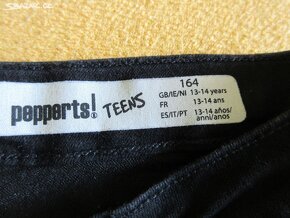 sbazar.cz
pepperts! TEENS
164
GB/IE/NI 13-14 years
FR 13-14 ans
ES/IT/PT 13-14 años/
anni/anos